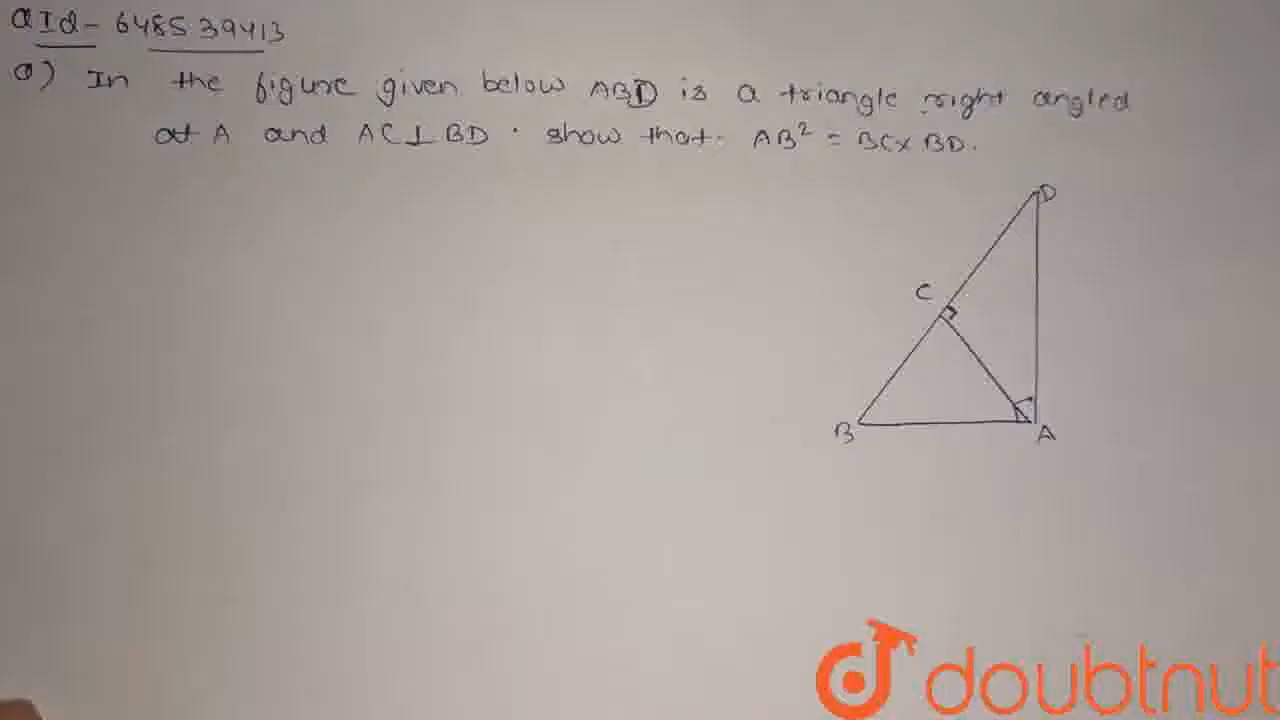 QId- 648539413
Q) In the figure given below ABD is a triangle right angled
at A and AC⊥BD. show that. AB² = BC× BD.
D
C
B
A
doubtnut